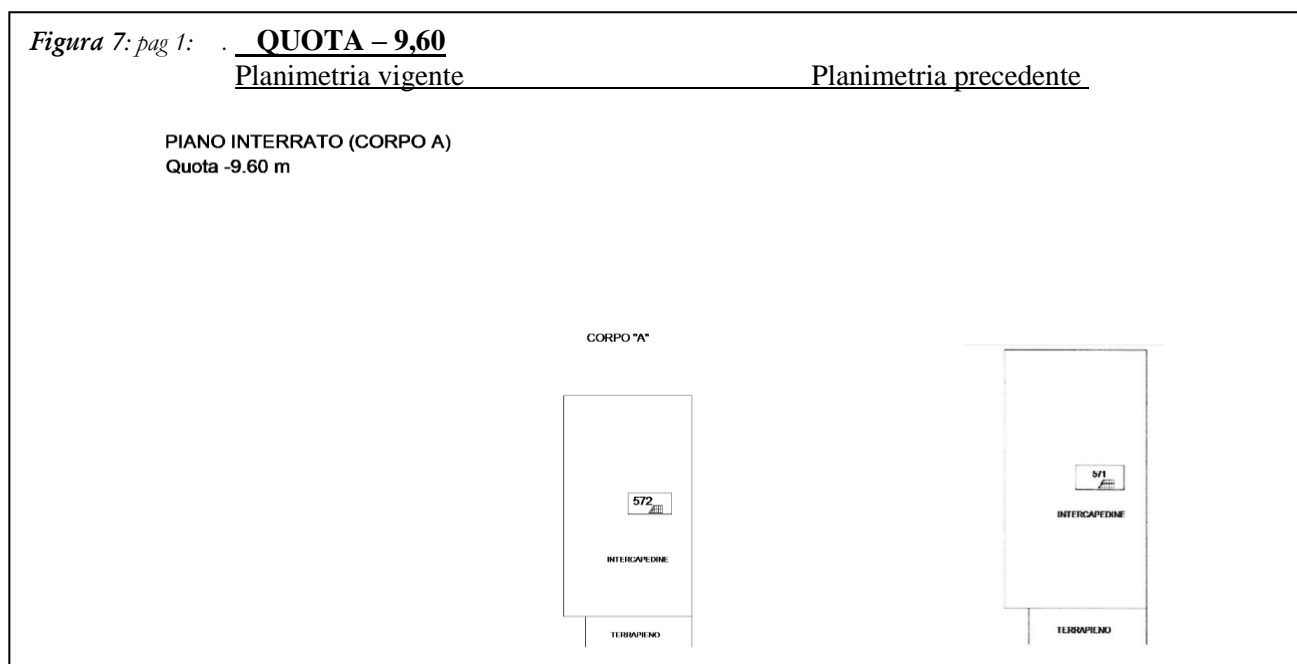 Figura 7: pag 1: . QUOTA – 9,60
Planimetria vigente Planimetria precedente
PIANO INTERRATO (CORPO A)
Quota -9.60 m
CORPO "A"
572
INTERCAPEDINE
TERRAPIENO
571
INTERCAPEDINE
TERRAPIENO